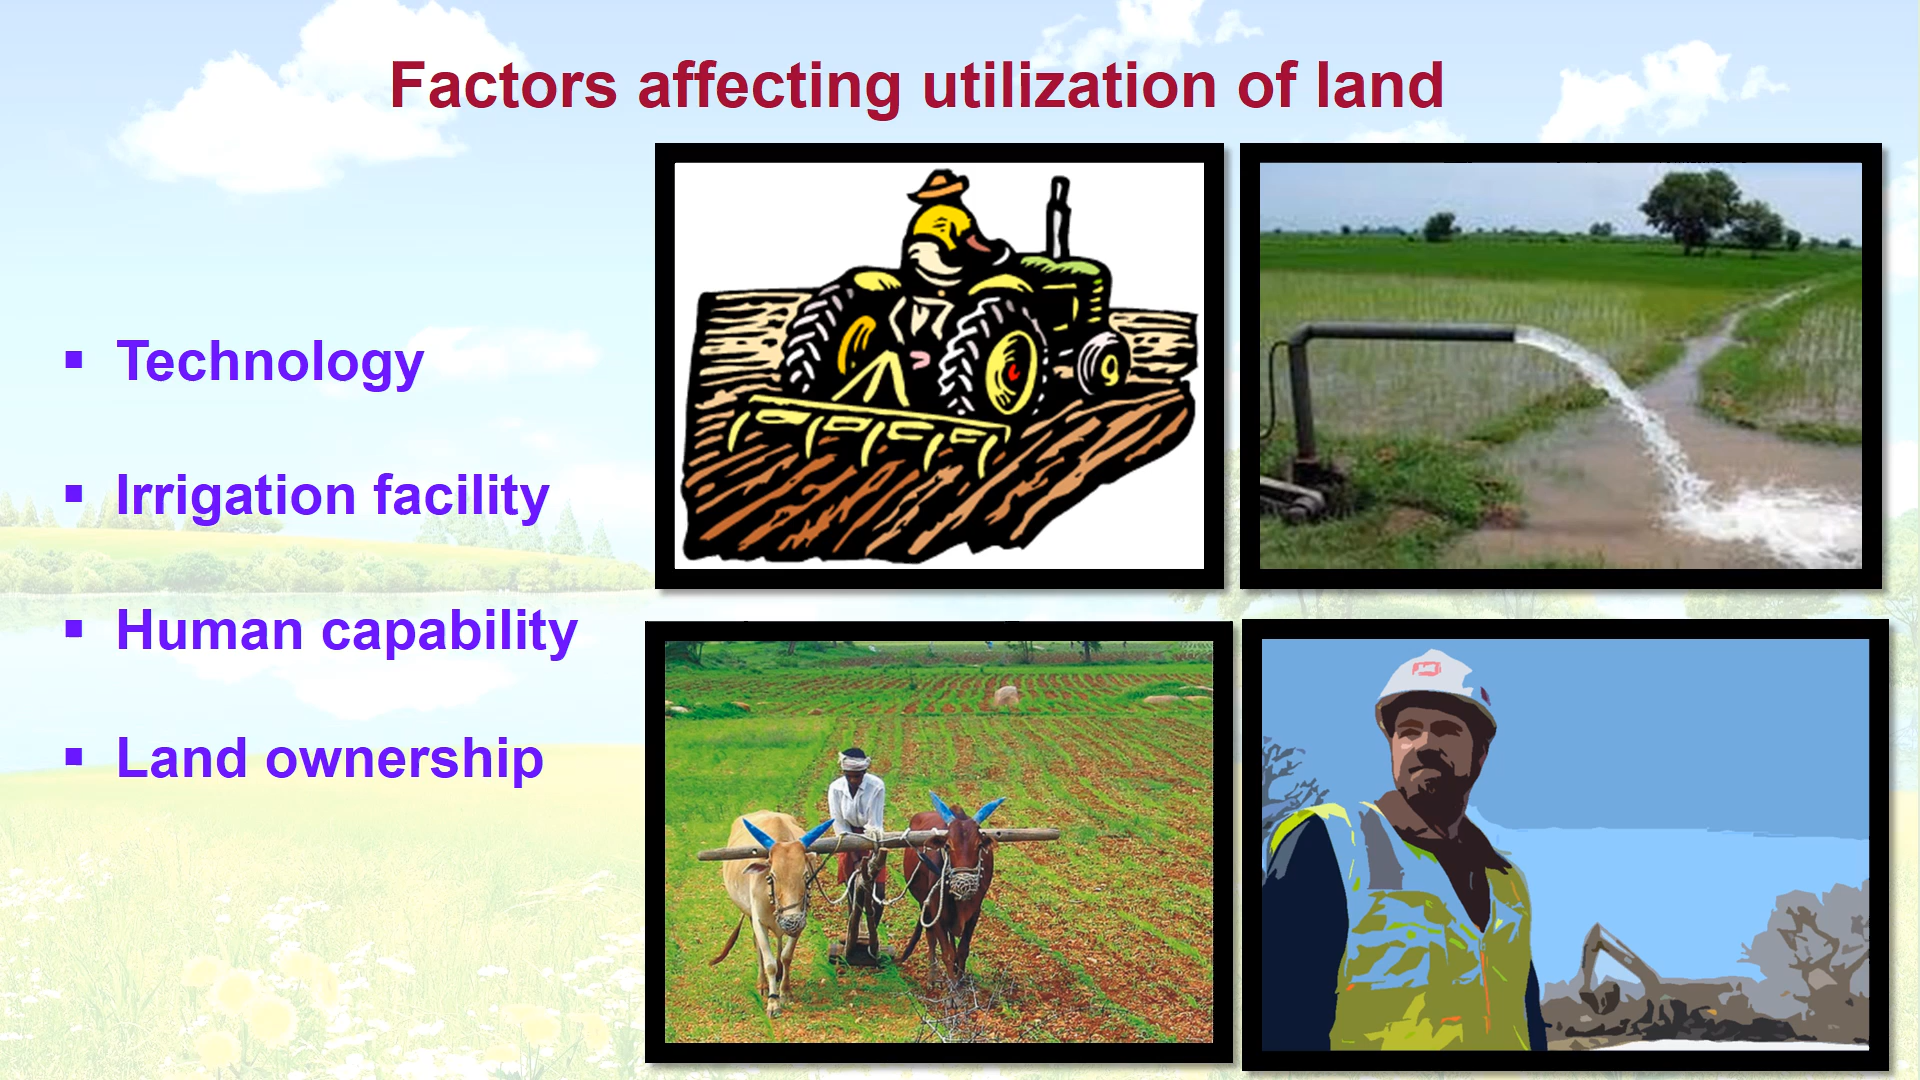 Factors affecting utilization of land
▪ Technology
▪ Irrigation facility
▪ Human capability
▪ Land ownership